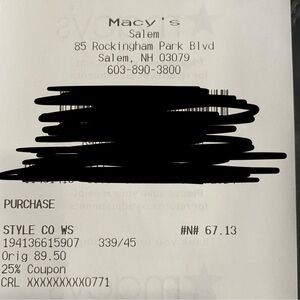 Macy's
Salem
85 Rockingham Park Blvd
Salem, NH 03079
603-890-3800
PURCHASE
STYLE CO WS #N# 67.13
194136615907 339/45
Orig 89.50
25% Coupon
CRL XXXXXXXXX0771